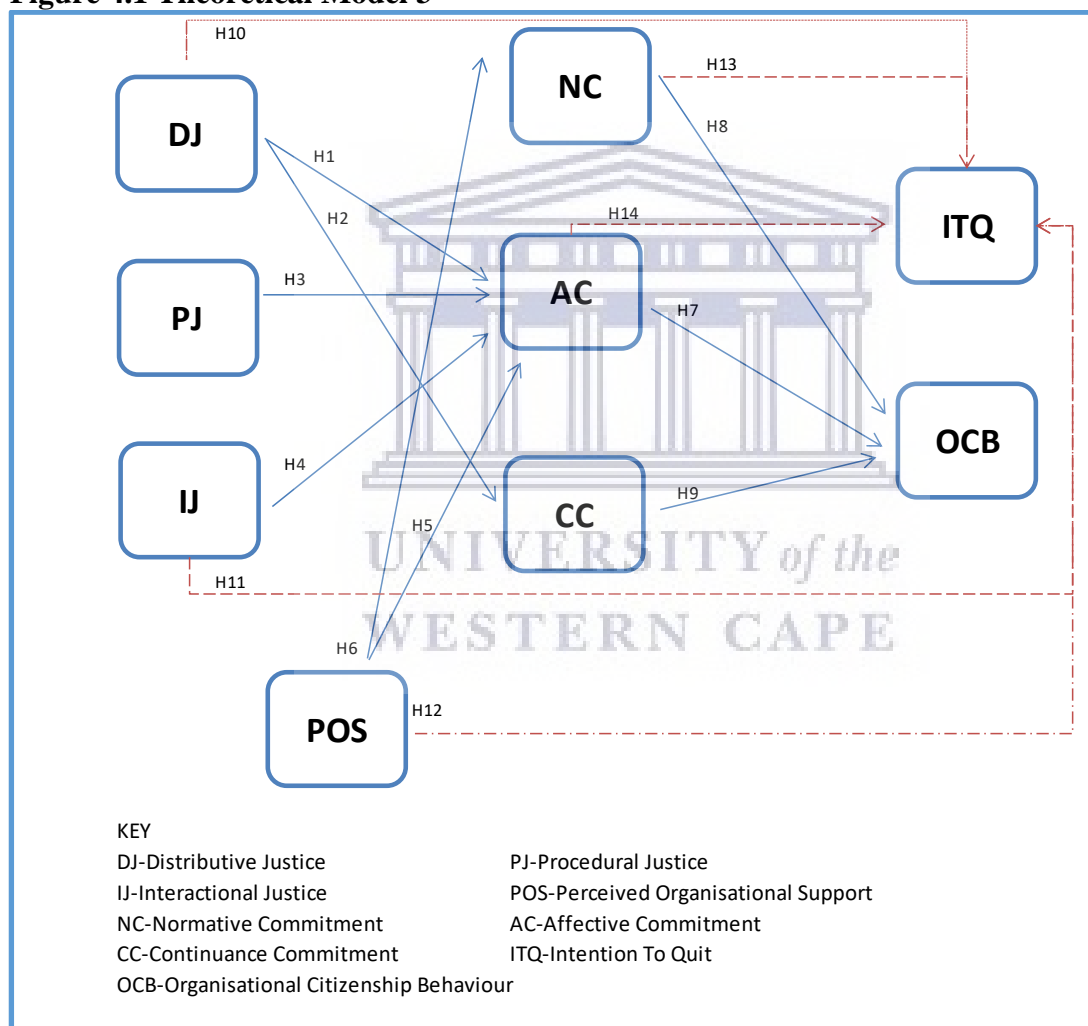 Figure 4.1 Theoretical Model 3
H10
NC
H13
DJ
H8
H1
H2
H14
ITQ
PJ
H3
AC
H7
OCB
IJ
H4
H5
CC
H9
UNIVERSITY of the
H11
WESTERN CAPE
H6
POS
H12
KEY
DJ-Distributive Justice PJ-Procedural Justice
IJ-Interactional Justice POS-Perceived Organisational Support
NC-Normative Commitment AC-Affective Commitment
CC-Continuance Commitment ITQ-Intention To Quit
OCB-Organisational Citizenship Behaviour